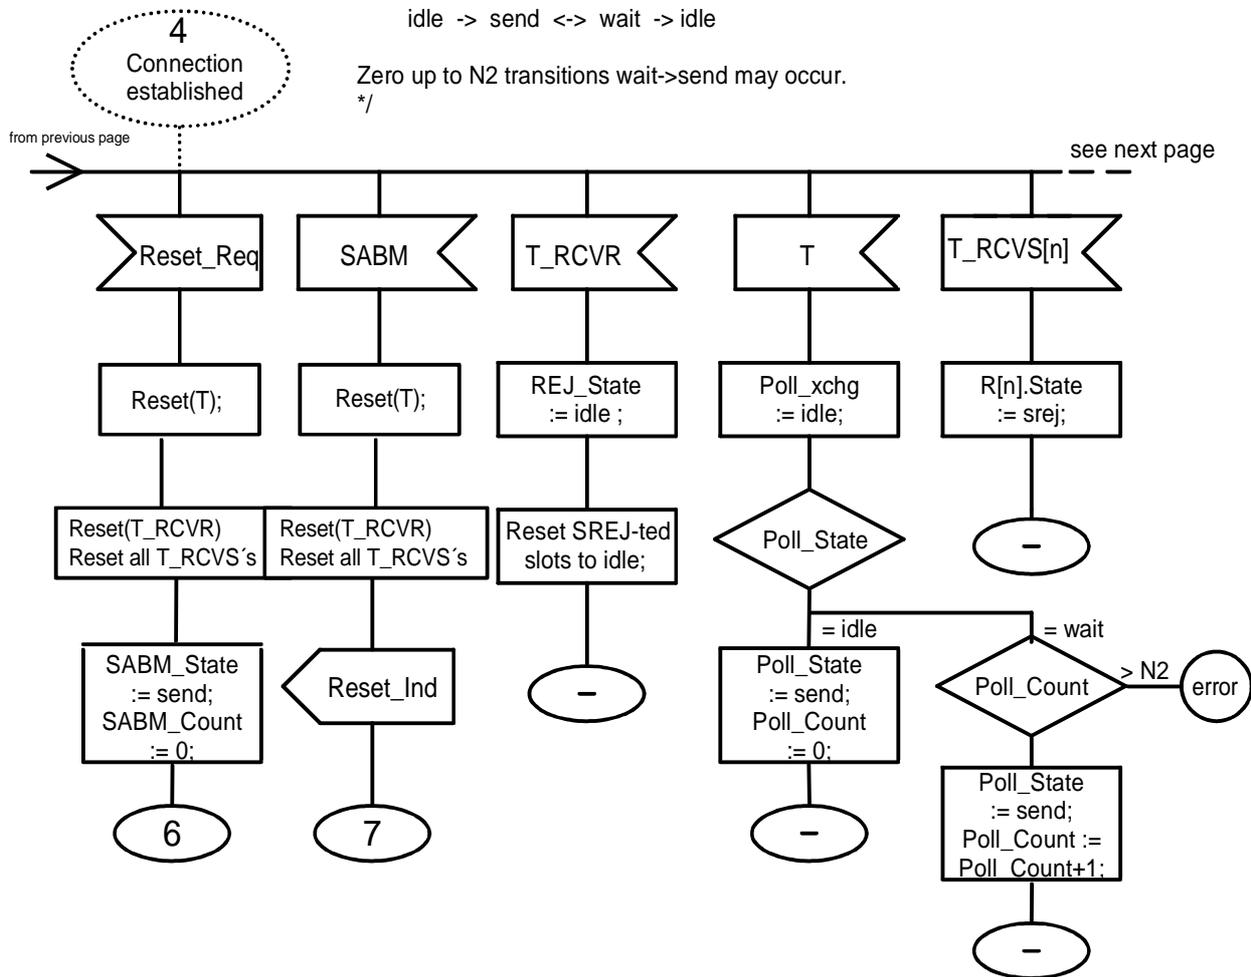 4
Connection
established
idle -> send <-> wait -> idle
Zero up to N2 transitions wait->send may occur.
*/
from previous page
see next page
Reset_Req
SABM
T_RCVR
T
T_RCVS[n]
Reset(T);
Reset(T);
REJ_State
:= idle ;
Poll_xchg
:= idle;
R[n].State
:= srej;
Reset(T_RCVR)
Reset all T_RCVS´s
Reset(T_RCVR)
Reset all T_RCVS´s
Reset SREJ-ted
slots to idle;
Poll_State
–
= idle
= wait
SABM_State
:= send;
SABM_Count
:= 0;
Reset_Ind
–
Poll_State
:= send;
Poll_Count
:= 0;
Poll_Count
> N2
error
Poll_State
:= send;
Poll_Count :=
Poll_Count+1;
6
7
–
–